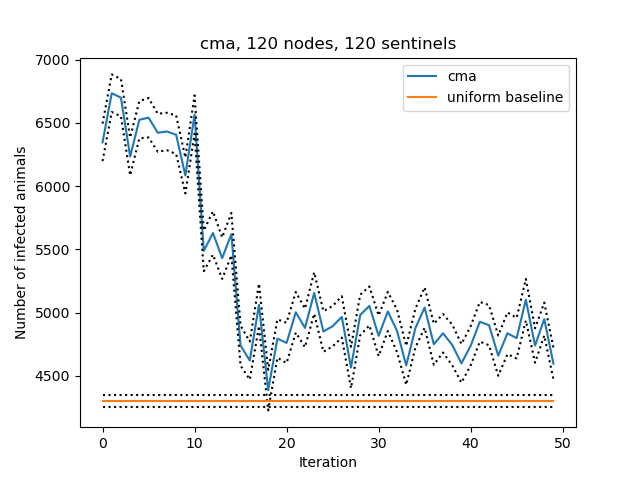 cma, 120 nodes, 120 sentinels
cma
uniform baseline
Number of infected animals
7000
6500
6000
5500
5000
4500
0 10 20 30 40 50
Iteration